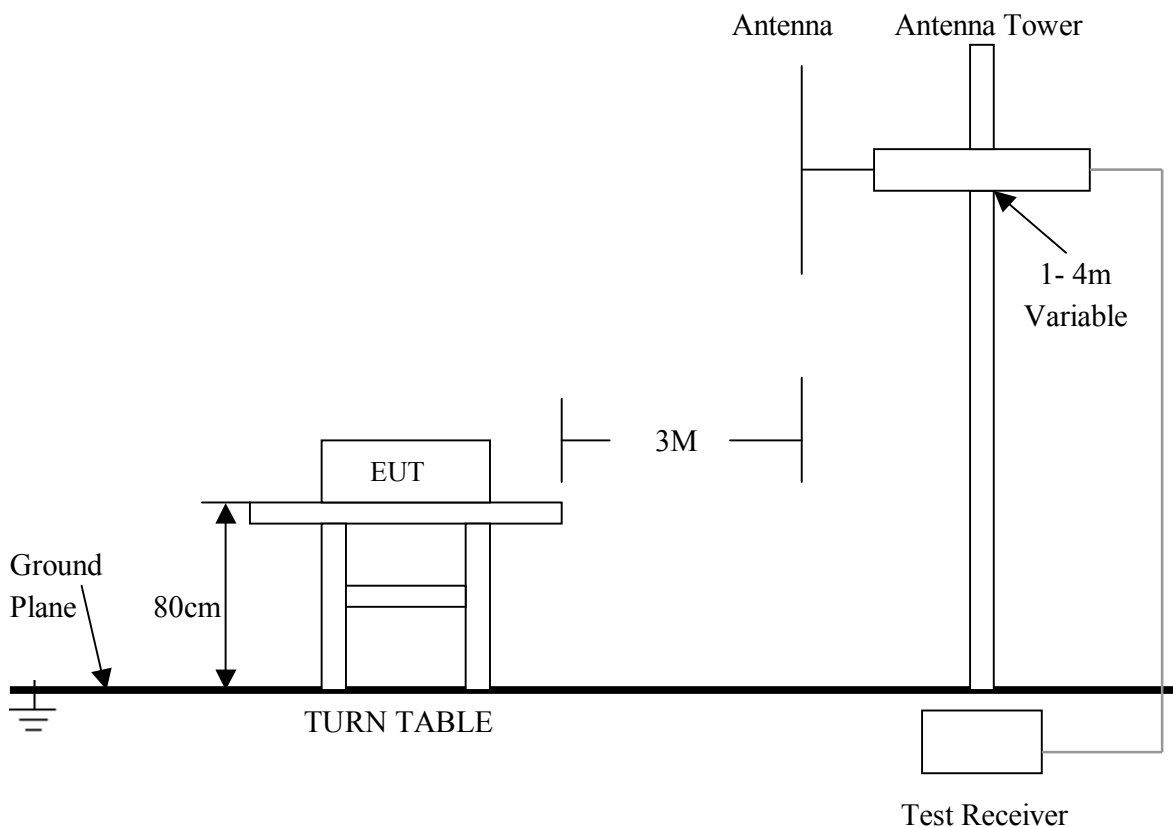 Antenna
Antenna Tower
1- 4m
Variable
3M
EUT
Ground
Plane
80cm
TURN TABLE
Test Receiver